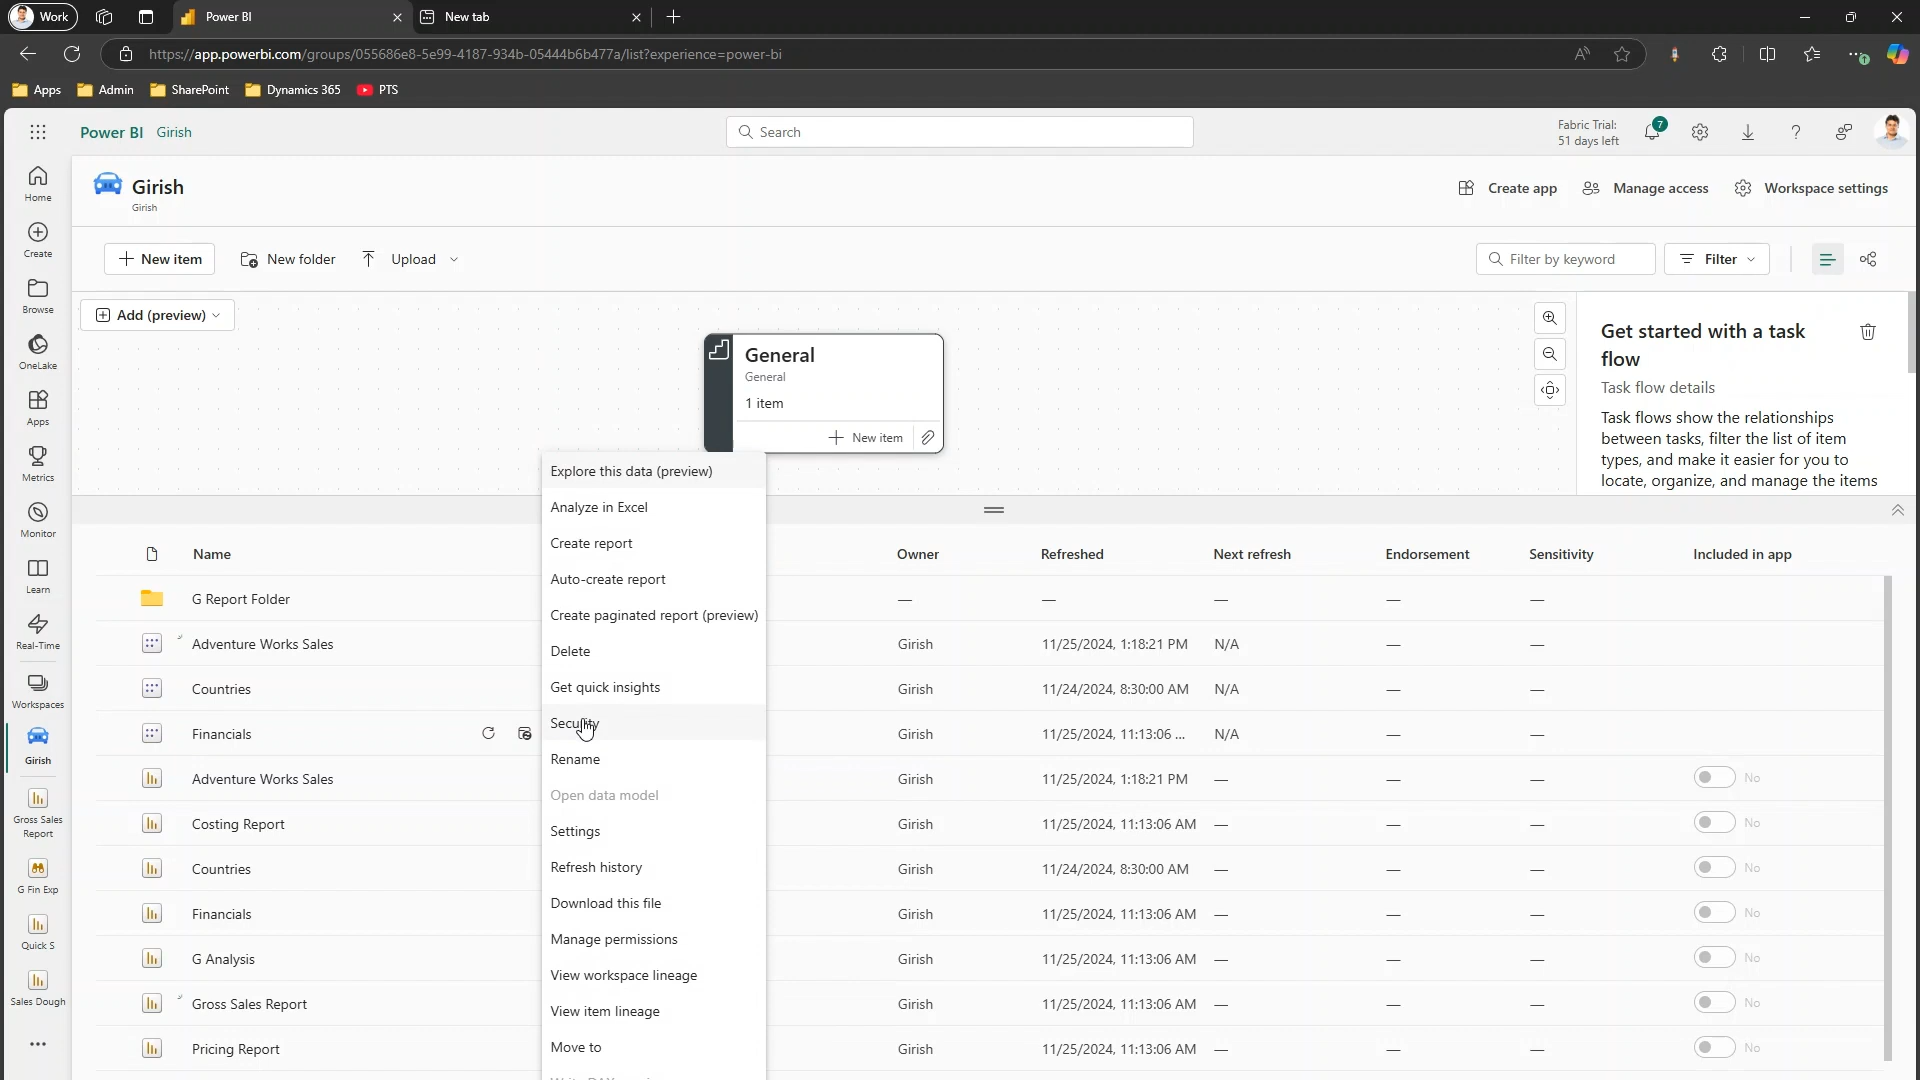 Work
Power BI
New tab
https://app.powerbi.com/groups/055686e8-5e99-4187-934b-05444b6b477a/list?experience=power-bi
Apps
Admin
SharePoint
Dynamics 365
PTS
Power BI Girish
Search
Fabric Trial:
51 days left
7
Home
Create
Browse
OneLake
Apps
Metrics
Monitor
Learn
Real-Time
Workspaces
Girish
Gross Sales
Report
G Fin Exp
Quick S
Sales Dough
Girish
Girish
Create app
Manage access
Workspace settings
New item
New folder
Upload
Filter by keyword
Filter
Add (preview)
General
General
1 item
New item
Get started with a task
flow
Task flow details
Task flows show the relationships
between tasks, filter the list of item
types, and make it easier for you to
locate, organize, and manage the items
Explore this data (preview)
Analyze in Excel
Create report
Auto-create report
Create paginated report (preview)
Delete
Get quick insights
Security
Rename
Open data model
Settings
Refresh history
Download this file
Manage permissions
View workspace lineage
View item lineage
Move to
Name Owner Refreshed Next refresh Endorsement Sensitivity Included in app
G Report Folder — — — — —
Adventure Works Sales Girish 11/25/2024, 1:18:21 PM N/A — —
Countries Girish 11/24/2024, 8:30:00 AM N/A — —
Financials Girish 11/25/2024, 11:13:06 ... N/A — —
Adventure Works Sales Girish 11/25/2024, 1:18:21 PM — — — No
Costing Report Girish 11/25/2024, 11:13:06 AM — — — No
Countries Girish 11/24/2024, 8:30:00 AM — — — No
Financials Girish 11/25/2024, 11:13:06 AM — — — No
G Analysis Girish 11/25/2024, 11:13:06 AM — — — No
Gross Sales Report Girish 11/25/2024, 11:13:06 AM — — — No
Pricing Report Girish 11/25/2024, 11:13:06 AM — — — No